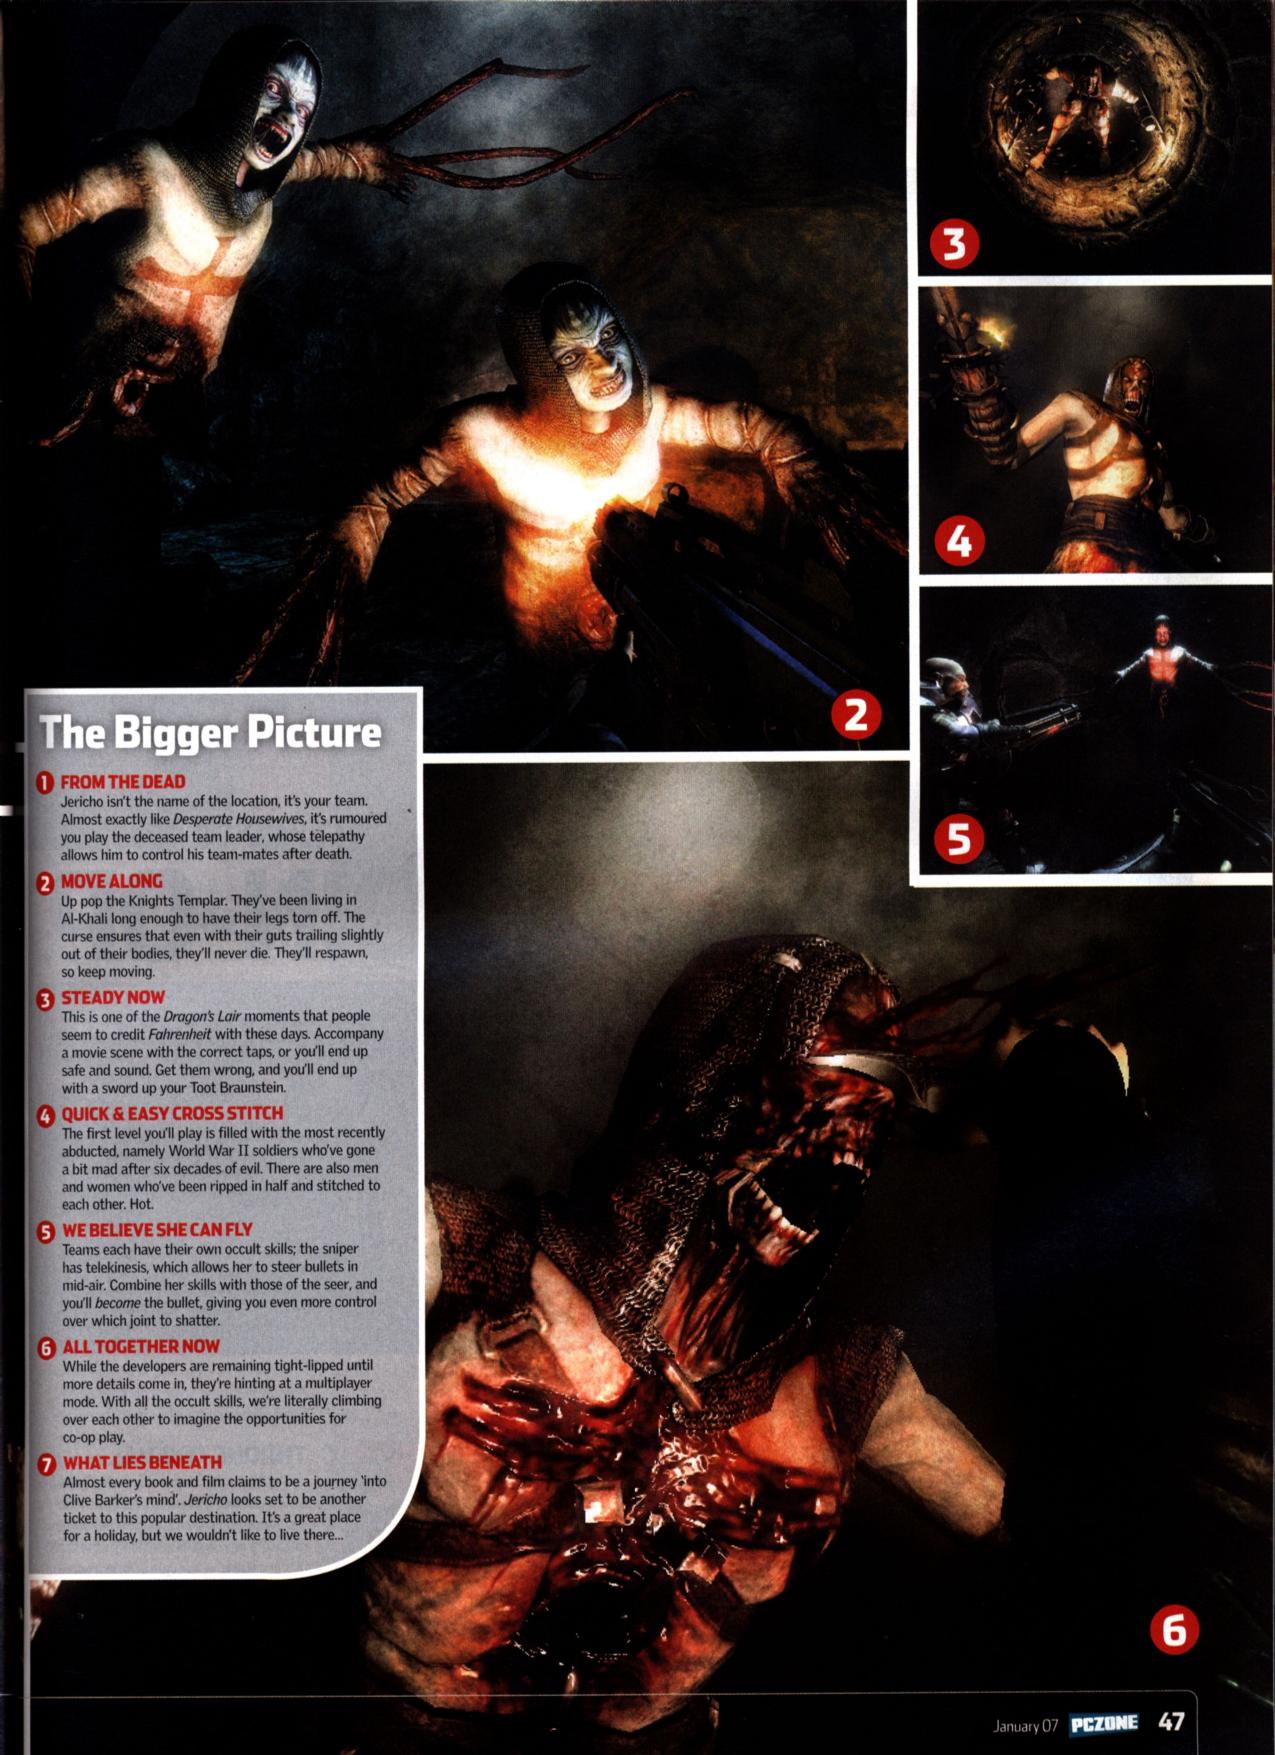 3
4
5
2
The Bigger Picture
1 FROM THE DEAD
Jericho isn't the name of the location, it's your team.
Almost exactly like Desperate Housewives, it's rumoured
you play the deceased team leader, whose telepathy
allows him to control his team-mates after death.
2 MOVE ALONG
Up pop the Knights Templar. They've been living in
Al-Khali long enough to have their legs torn off. The
curse ensures that even with their guts trailing slightly
out of their bodies, they'll never die. They'll respawn,
so keep moving.
3 STEADY NOW
This is one of the Dragon's Lair moments that people
seem to credit Fahrenheit with these days. Accompany
a movie scene with the correct taps, or you'll end up
safe and sound. Get them wrong, and you'll end up
with a sword up your Toot Braunstein.
4 QUICK & EASY CROSS STITCH
The first level you'll play is filled with the most recently
abducted, namely World War II soldiers who've gone
a bit mad after six decades of evil. There are also men
and women who've been ripped in half and stitched to
each other. Hot.
5 WE BELIEVE SHE CAN FLY
Teams each have their own occult skills; the sniper
has telekinesis, which allows her to steer bullets in
mid-air. Combine her skills with those of the seer, and
you'll become the bullet, giving you even more control
over which joint to shatter.
6 ALL TOGETHER NOW
While the developers are remaining tight-lipped until
more details come in, they're hinting at a multiplayer
mode. With all the occult skills, we're literally climbing
over each other to imagine the opportunities for
co-op play.
7 WHAT LIES BENEATH
Almost every book and film claims to be a journey 'into
Clive Barker's mind'. Jericho looks set to be another
ticket to this popular destination. It's a great place
for a holiday, but we wouldn't like to live there...
6
January 07 PCZONE 47